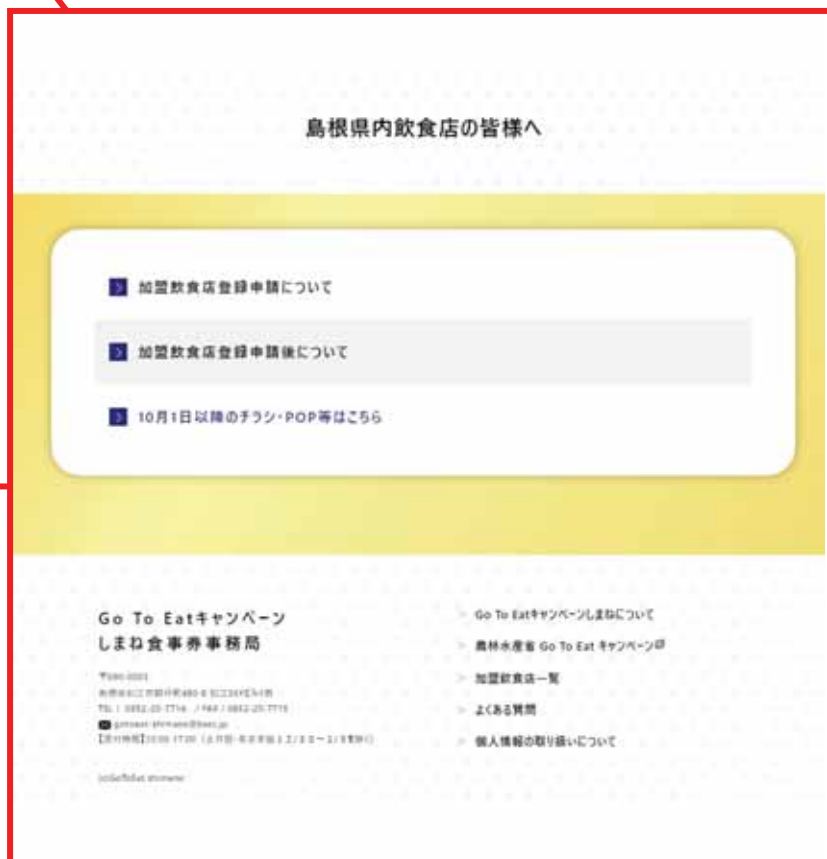 島根県内飲食店の皆様へ
加盟飲食店登録申請について
加盟飲食店登録申請後について
10月1日以降のチラシ・POP等はこちら
Go To Eatキャンペーン
しまね食事券事務局
Go To Eatキャンペーンしまねについて
農林水産省 Go To Eat キャンペーン
加盟飲食店一覧
よくある質問
個人情報の取り扱いについて